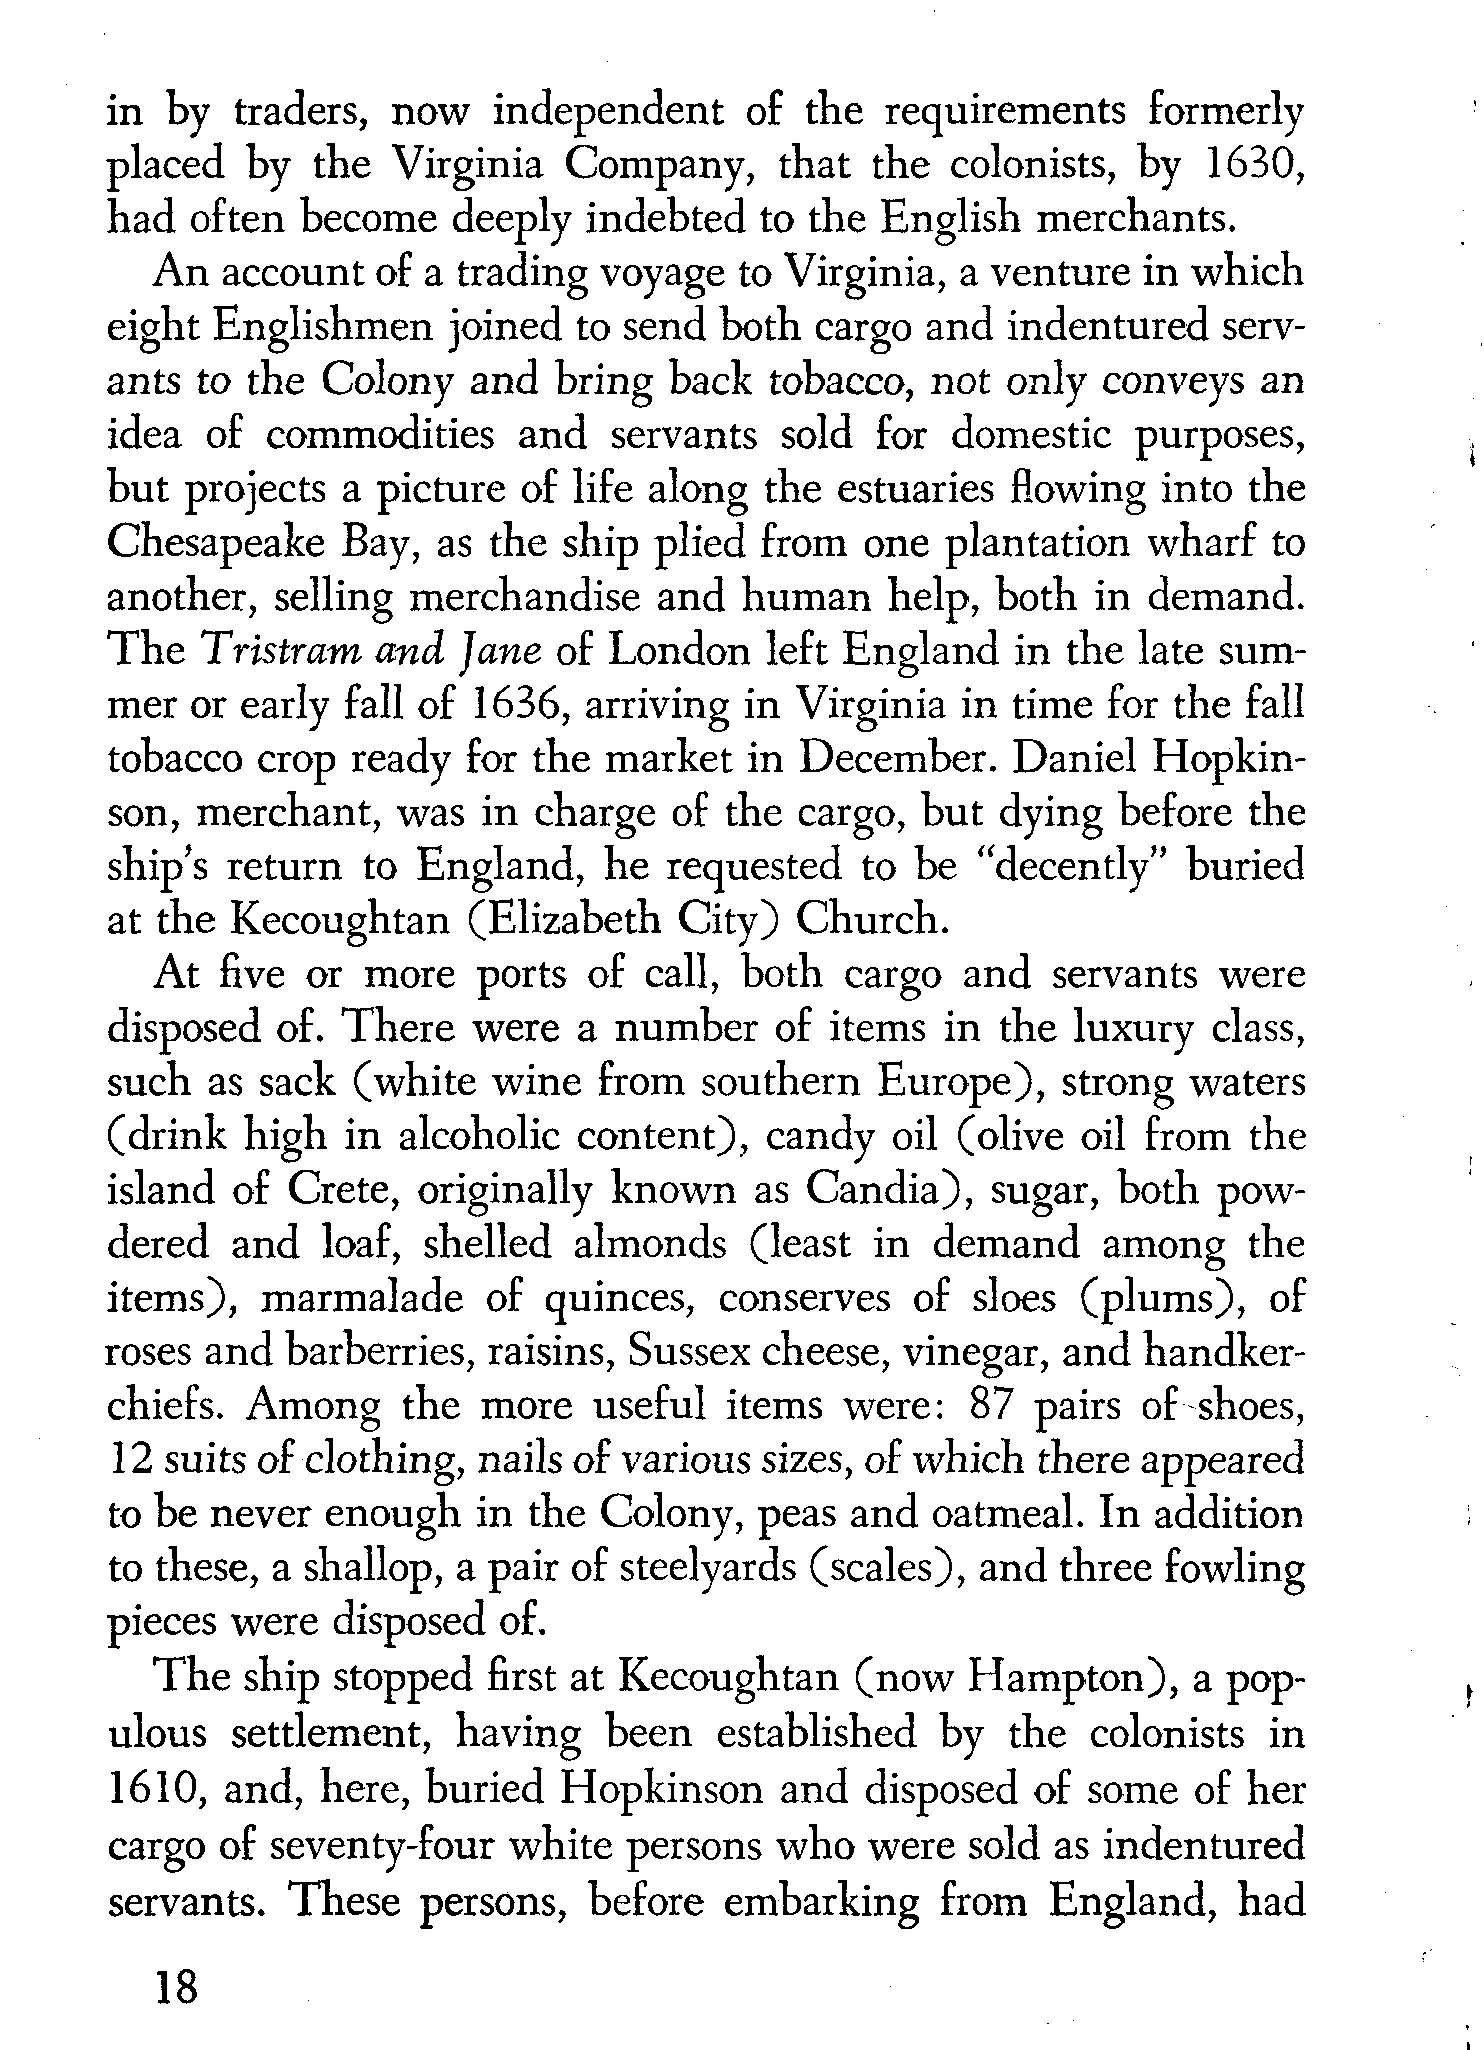 in by traders, now independent of the requirements formerly
placed by the Virginia Company, that the colonists, by 1630,
had often become deeply indebted to the English merchants.
An account of a trading voyage to Virginia, a venture in which
eight Englishmen joined to send both cargo and indentured serv-
ants to the Colony and bring back tobacco, not only conveys an
idea of commodities and servants sold for domestic purposes,
but projects a picture of life along the estuaries flowing into the
Chesapeake Bay, as the ship plied from one plantation wharf to
another, selling merchandise and human help, both in demand.
The Tristram and Jane of London left England in the late sum-
mer or early fall of 1636, arriving in Virginia in time for the fall
tobacco crop ready for the market in December. Daniel Hopkin-
son, merchant, was in charge of the cargo, but dying before the
ship's return to England, he requested to be "decently" buried
at the Kecoughtan (Elizabeth City) Church.
At five or more ports of call, both cargo and servants were
disposed of. There were a number of items in the luxury class,
such as sack (white wine from southern Europe), strong waters
(drink high in alcoholic content), candy oil (olive oil from the
island of Crete, originally known as Candia), sugar, both pow-
dered and loaf, shelled almonds (least in demand among the
items), marmalade of quinces, conserves of sloes (plums), of
roses and barberries, raisins, Sussex cheese, vinegar, and handker-
chiefs. Among the more useful items were: 87 pairs of shoes,
12 suits of clothing, nails of various sizes, of which there appeared
to be never enough in the Colony, peas and oatmeal. In addition
to these, a shallop, a pair of steelyards (scales), and three fowling
pieces were disposed of.
The ship stopped first at Kecoughtan (now Hampton), a pop-
ulous settlement, having been established by the colonists in
1610, and, here, buried Hopkinson and disposed of some of her
cargo of seventy-four white persons who were sold as indentured
servants. These persons, before embarking from England, had
18